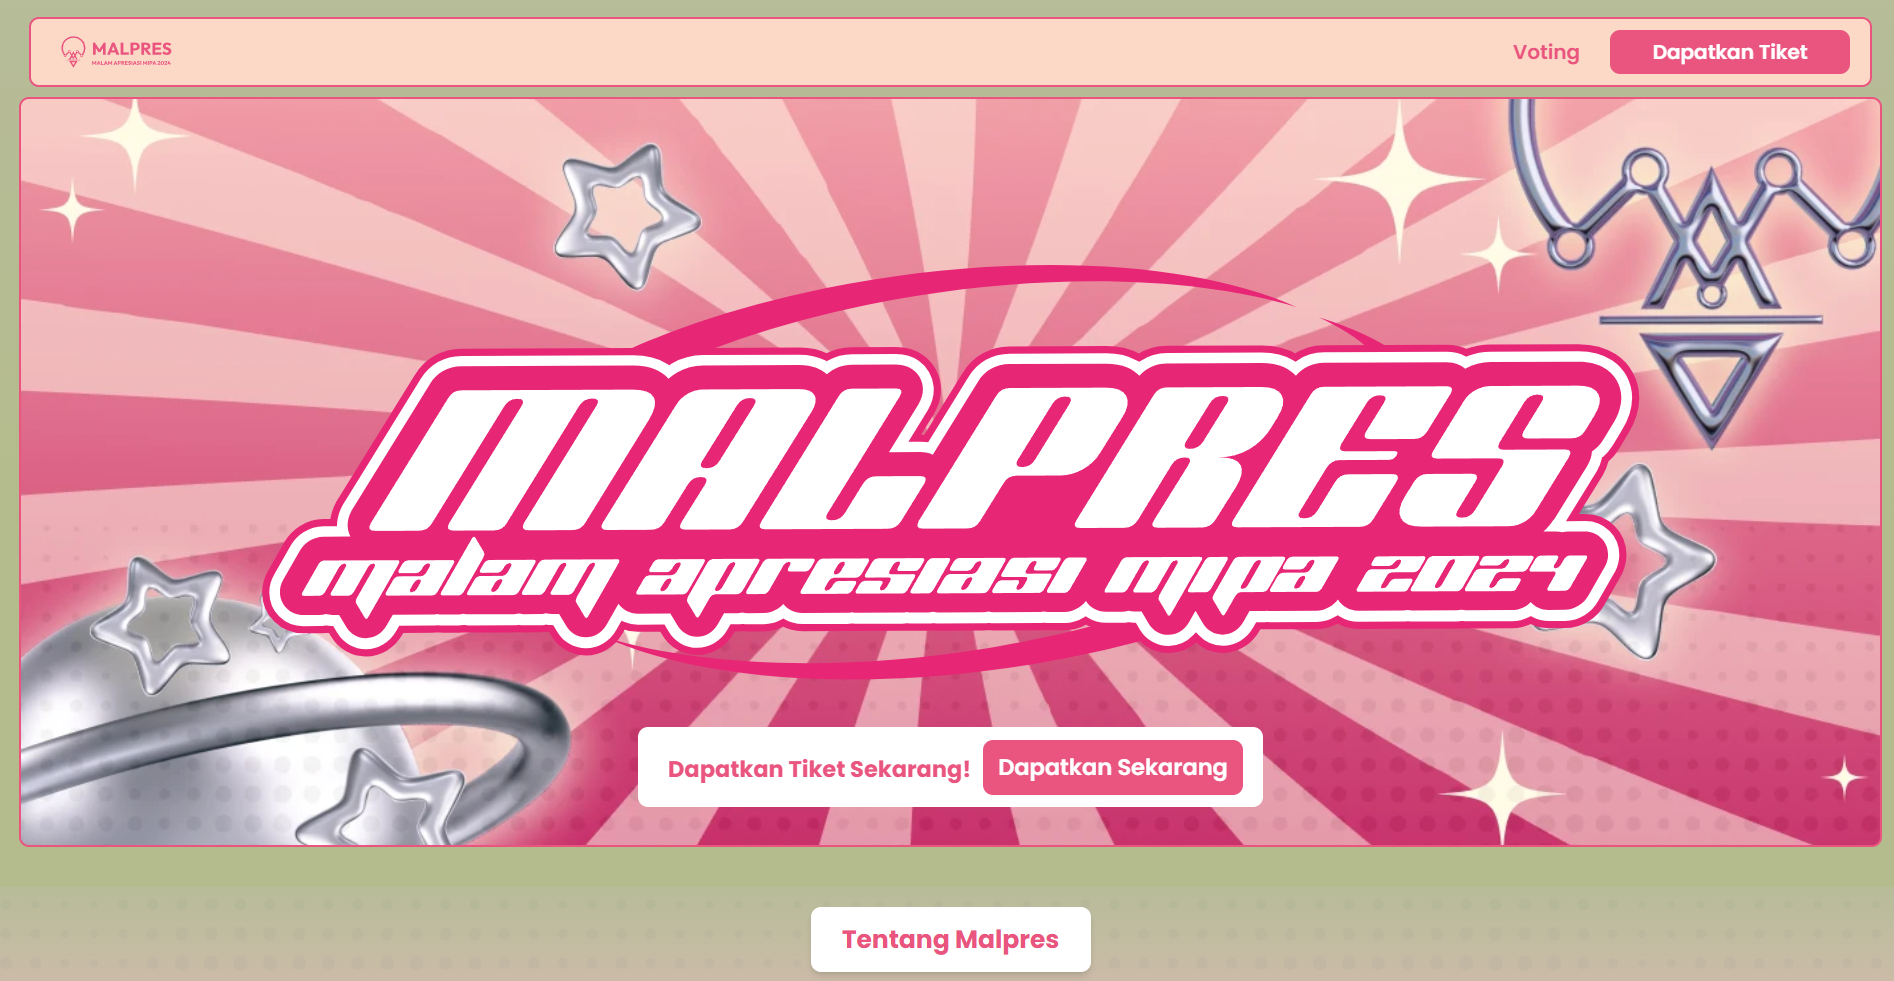 MALPRES
MALAM APRESIASI MIPA 2024
Voting
Dapatkan Tiket
MALPRES
malam apresiasi mipa 2024
Dapatkan Tiket Sekarang!
Dapatkan Sekarang
Tentang Malpres